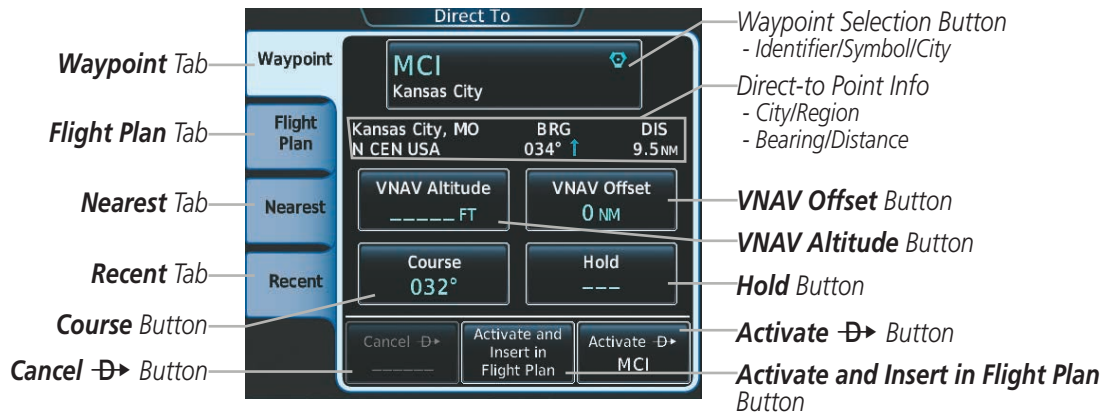 Direct To
Waypoint Tab
Flight Plan Tab
Nearest Tab
Recent Tab
Course Button
Cancel D Button
Waypoint
Flight
Plan
Nearest
Recent
MCI
Kansas City
Kansas City, MO BRG DIS
N CEN USA 034° ↑ 9.5NM
VNAV Altitude
_____ FT
VNAV Offset
0 NM
Course
032°
Hold
___
Cancel D
______
Activate and
Insert in
Flight Plan
Activate D
MCI
Waypoint Selection Button
- Identifier/Symbol/City
Direct-to Point Info
- City/Region
- Bearing/Distance
VNAV Offset Button
VNAV Altitude Button
Hold Button
Activate D Button
Activate and Insert in Flight Plan
Button